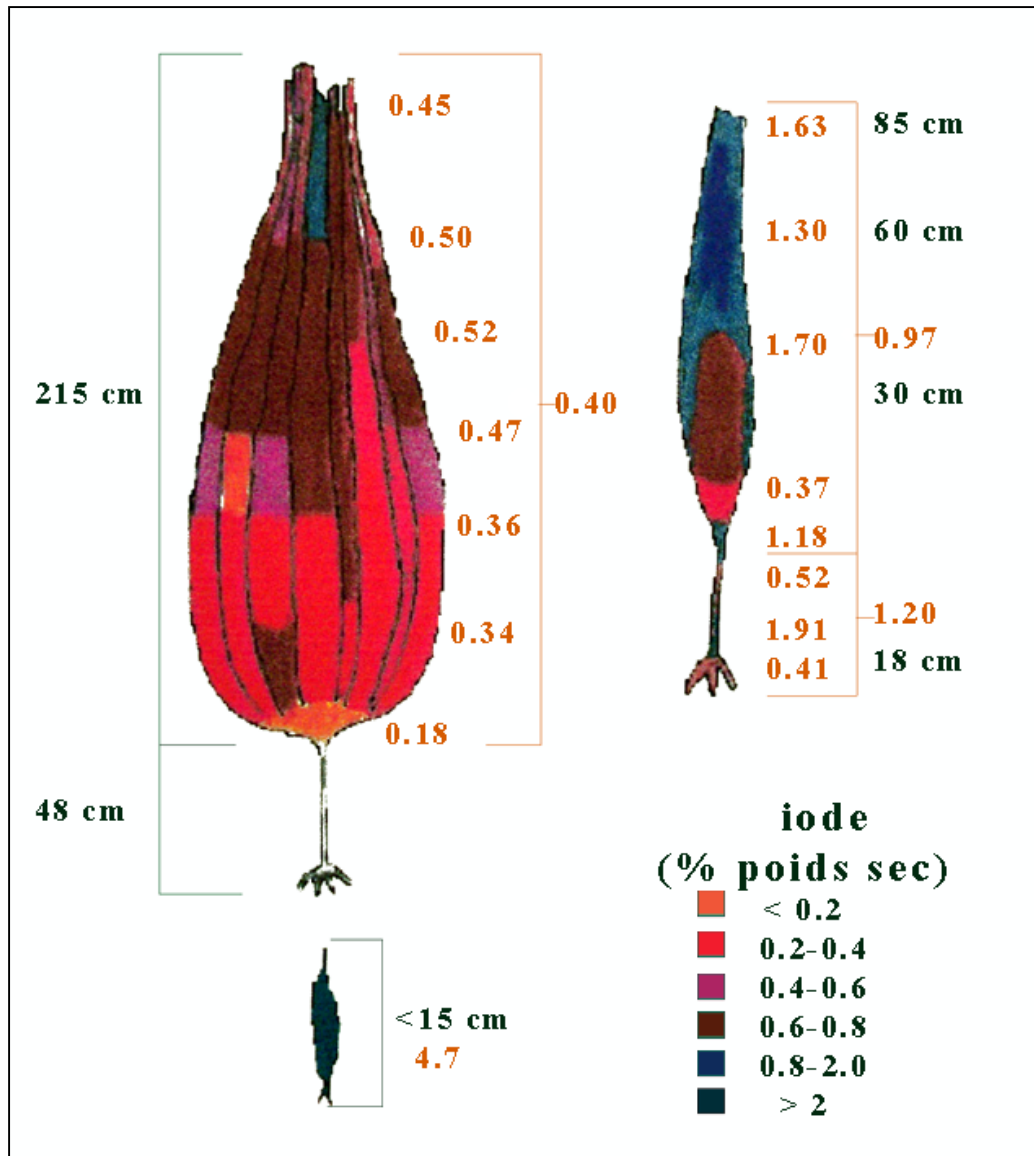 0.45
0.50
0.52
0.47
0.36
0.34
0.18
0.40
215 cm
48 cm
1.63
1.30
1.70
0.37
1.18
0.52
1.91
0.41
85 cm
60 cm
0.97
30 cm
1.20
18 cm
<15 cm
4.7
iode
(% poids sec)
< 0.2
0.2-0.4
0.4-0.6
0.6-0.8
0.8-2.0
> 2